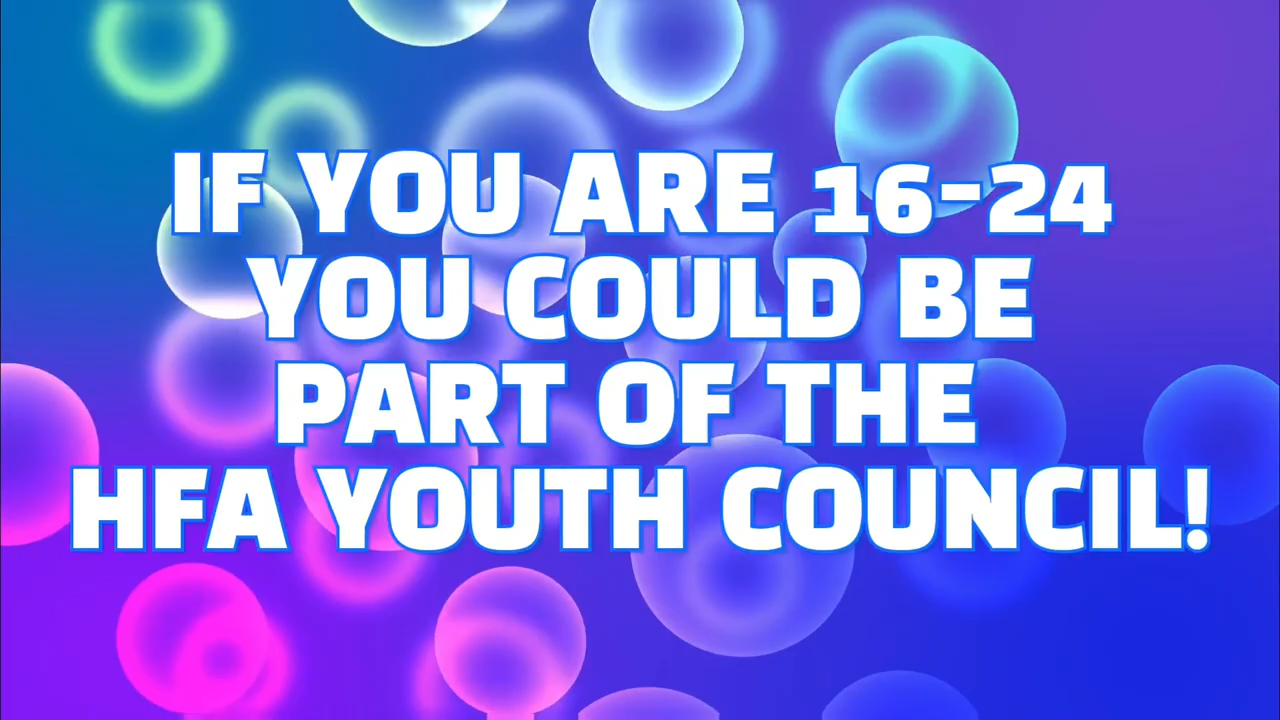 IF YOU ARE 16-24
YOU COULD BE
PART OF THE
HFA YOUTH COUNCIL!